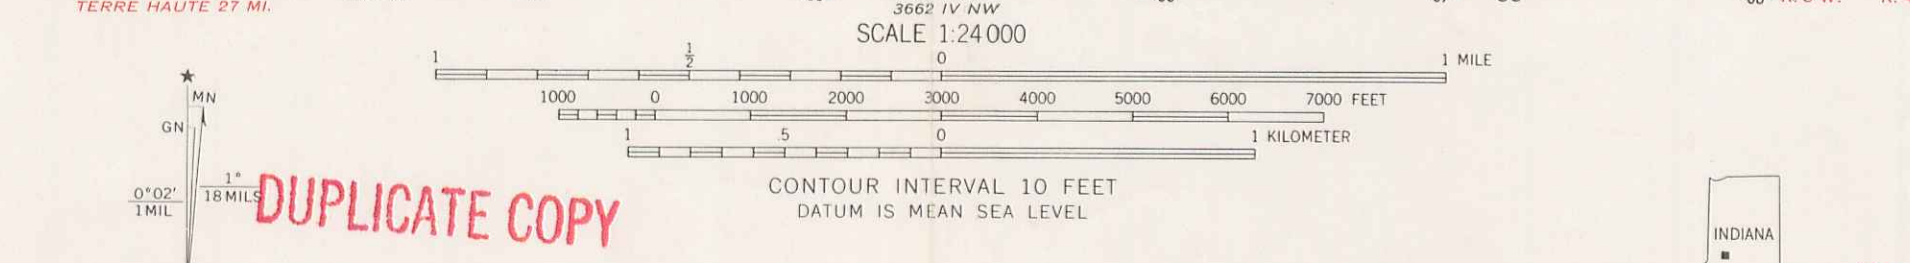 TERRE HAUTE 27 MI.
3662 IV NW
SCALE 1:24 000
1 ½ 0 1 MILE
1000 0 1000 2000 3000 4000 5000 6000 7000 FEET
1 .5 0 1 KILOMETER
CONTOUR INTERVAL 10 FEET
DATUM IS MEAN SEA LEVEL
MN
GN
0°02'
1 MIL
1°
18 MILS
DUPLICATE COPY
INDIANA